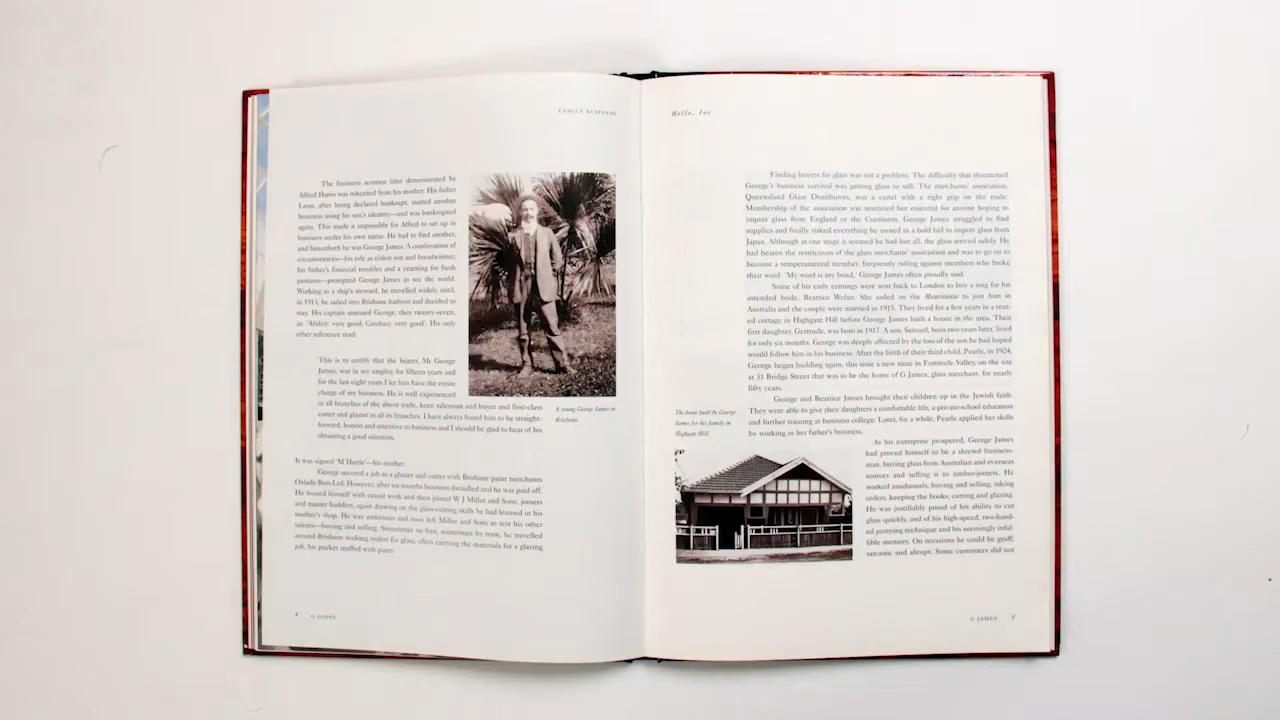 FAMILY BUSINESS
The business acumen later demonstrated by
Alfred Harris was inherited from his mother. His father
Letus, after being declared bankrupt, started another
business using his son's identity—and was bankrupted
again. This made it impossible for Alfred to set up in
business under his own name. He had to find another,
and henceforth he was George James. A combination of
circumstances—his role as eldest son and breadwinner,
his father's financial troubles and a yearning for fresh
pastures—prompted George James to see the world.
Working as a ship's steward, he travelled widely until,
in 1913, he sailed into Brisbane harbour and decided to
stay. His captain assessed George, then twenty-seven,
as: 'Ability: very good; Conduct: very good'. His only
other reference read:
This is to certify that the bearer, Mr George
James, was in my employ for fifteen years and
for the last eight years I let him have the entire
charge of my business. He is well experienced
in all branches of the above trade, keen salesman and buyer and first-class
cutter and glazier in all its branches. I have always found him to be straight-
forward, honest and attentive to business and I should be glad to hear of his
obtaining a good situation.
A young George James in
Brisbane.
It was signed 'M Harris'—his mother.
George secured a job as a glazier and cutter with Brisbane paint merchants
Oxlade Bros Ltd. However, after six months business dwindled and he was paid off.
He busied himself with casual work and then joined W J Miller and Sons, joiners
and master builders, again drawing on the glass-cutting skills he had learned in his
mother's shop. He was ambitious and soon left Miller and Sons to test his other
talents—buying and selling. Sometimes on foot, sometimes by tram, he travelled
around Brisbane seeking orders for glass, often carrying the materials for a glazing
job, his pocket stuffed with putty.
4 G JAMES
Hello, Joe
Finding buyers for glass was not a problem. The difficulty that threatened
George's business survival was getting glass to sell. The merchants' association,
Queensland Glass Distributors, was a cartel with a tight grip on the trade.
Membership of the association was restricted but essential for anyone hoping to
import glass from England or the Continent. George James struggled to find
supplies and finally risked everything he owned in a bold bid to import glass from
Japan. Although at one stage it seemed he had lost all, the glass arrived safely. He
had beaten the restrictions of the glass merchants' association and was to go on to
become a temperamental member, frequently railing against members who broke
their word. 'My word is my bond,' George James often proudly said.
Some of his early earnings were sent back to London to buy a ring for his
intended bride, Beatrice Weber. She sailed on the Mauretania to join him in
Australia and the couple were married in 1915. They lived for a few years in a rent-
ed cottage in Highgate Hill before George James built a house in the area. Their
first daughter, Gertrude, was born in 1917. A son, Samuel, born two years later, lived
for only six months. George was deeply affected by the loss of the son he had hoped
would follow him in his business. After the birth of their third child, Pearle, in 1924,
George began building again, this time a new store in Fortitude Valley, on the site
at 31 Bridge Street that was to be the home of G James, glass merchant, for nearly
fifty years.
George and Beatrice James brought their children up in the Jewish faith.
They were able to give their daughters a comfortable life, a private-school education
and further training at business college. Later, for a while, Pearle applied her skills
by working in her father's business.
The home built by George
James for his family in
Highgate Hill.
As his enterprise prospered, George James
had proved himself to be a shrewd business-
man, buying glass from Australian and overseas
sources and selling it to timber-joiners. He
worked assiduously, buying and selling, taking
orders, keeping the books, cutting and glazing.
He was justifiably proud of his ability to cut
glass quickly, and of his high-speed, two-hand-
ed puttying technique and his seemingly infal-
lible memory. On occasions he could be gruff,
sarcastic and abrupt. Some customers did not
G JAMES 5